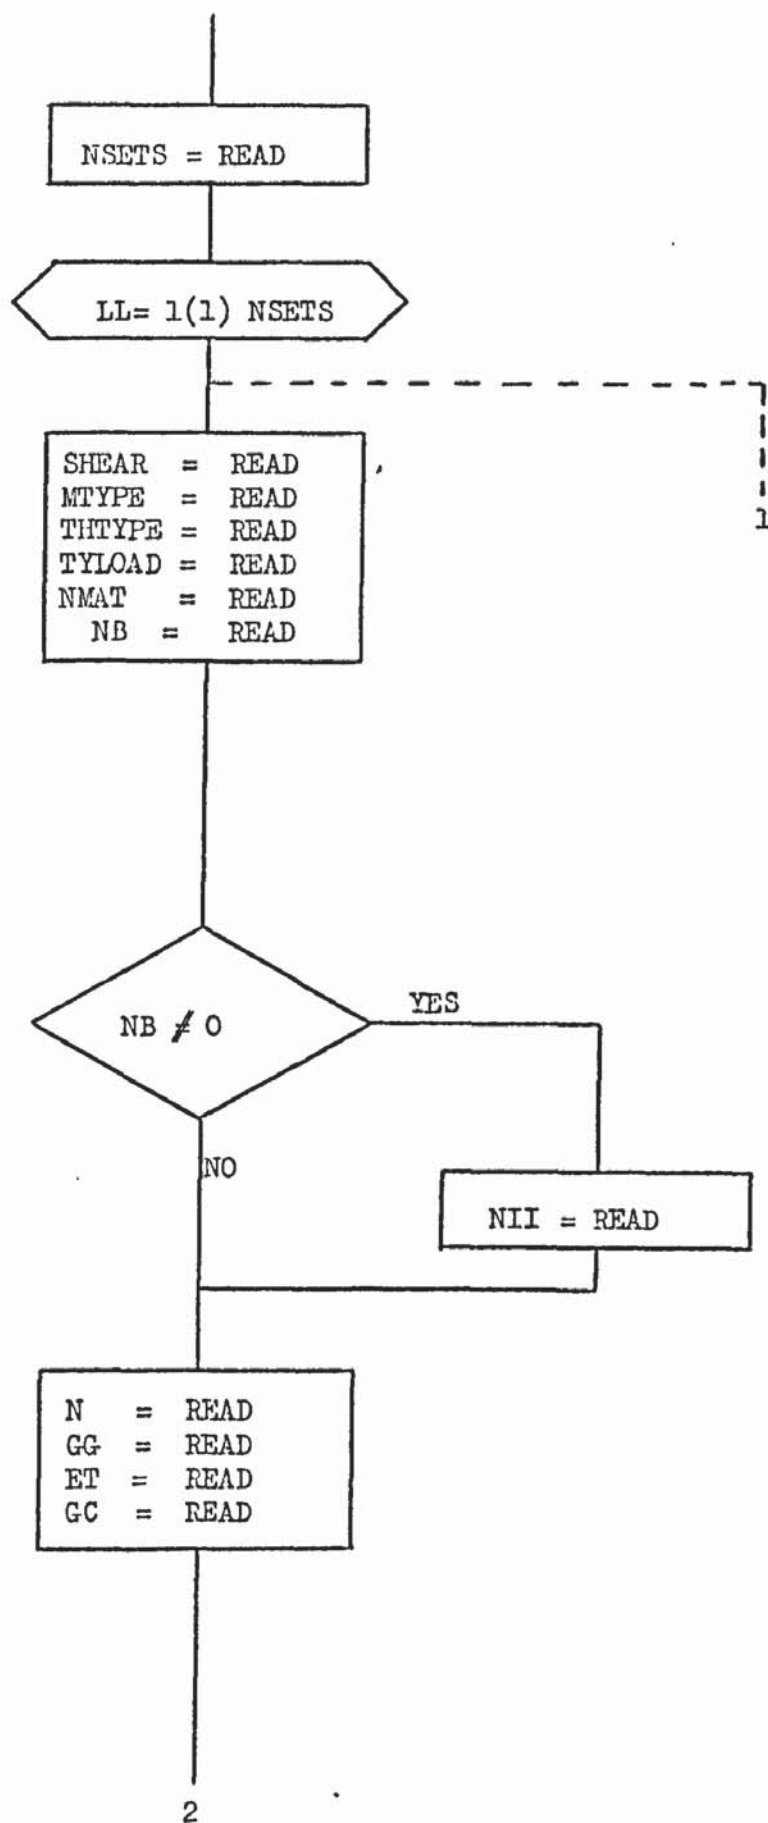 NSETS = READ
LL= 1(1) NSETS
SHEAR = READ
MTYPE = READ
THTYPE = READ
TYLOAD = READ
NMAT = READ
NB = READ
1
NB ≠ 0
YES
NO
NII = READ
N = READ
GG = READ
ET = READ
GC = READ
2